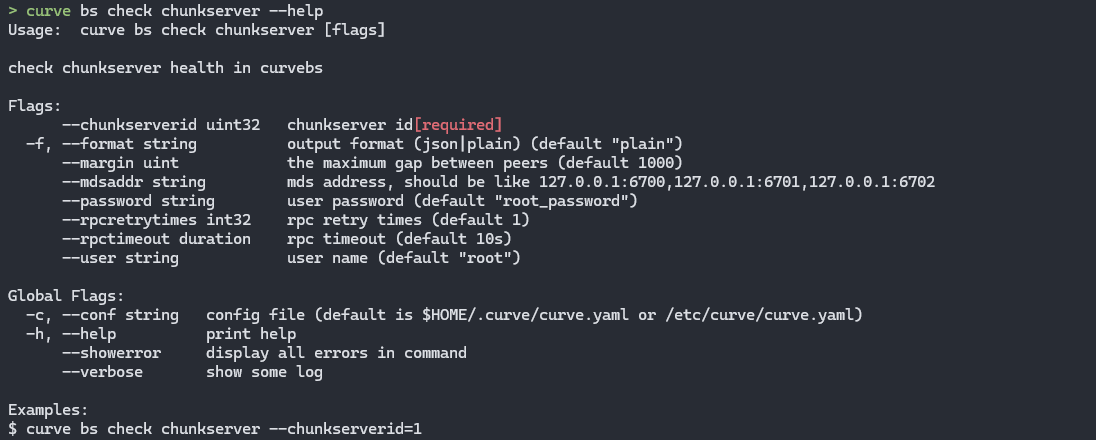 > curve bs check chunkserver --help
Usage:  curve bs check chunkserver [flags]

check chunkserver health in curvebs

Flags:
      --chunkserverid uint32   chunkserver id[required]
  -f, --format string          output format (json|plain) (default "plain")
      --margin uint            the maximum gap between peers (default 1000)
      --mdsaddr string         mds address, should be like 127.0.0.1:6700,127.0.0.1:6701,127.0.0.1:6702
      --password string        user password (default "root_password")
      --rpcretrytimes int32    rpc retry times (default 1)
      --rpctimeout duration    rpc timeout (default 10s)
      --user string            user name (default "root")

Global Flags:
  -c, --conf string   config file (default is $HOME/.curve/curve.yaml or /etc/curve/curve.yaml)
  -h, --help          print help
      --showerror     display all errors in command
      --verbose       show some log

Examples:
$ curve bs check chunkserver --chunkserverid=1